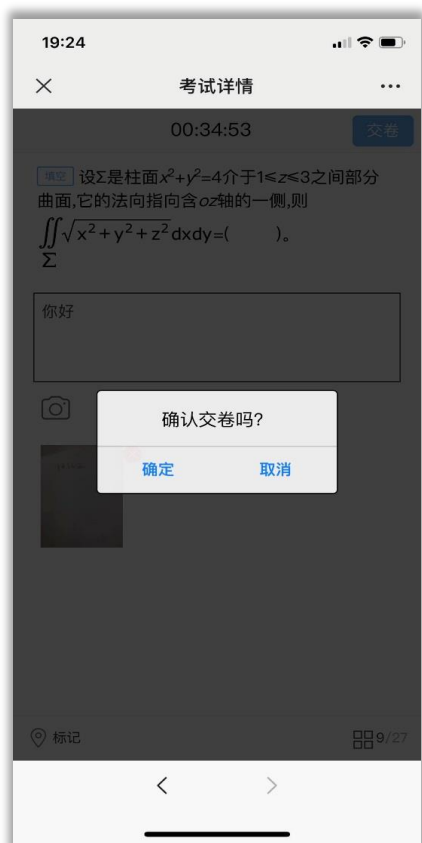 19:24
考试详情
00:34:53
交卷
填空 设Σ是柱面x²+y²=4介于1≤z≤3之间部分
曲面,它的法向指向含oz轴的一侧,则
∬√x²+y²+z² dxdy=( )。
Σ
你好
确认交卷吗?
确定 取消
标记
9/27